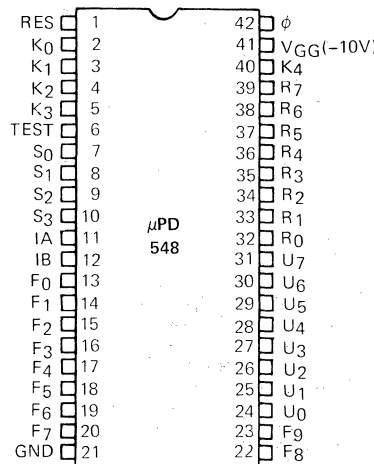 RES 1 42 ϕ
K0 2 41 VGG(−10V)
K1 3 40 K4
K2 4 39 R7
K3 5 38 R6
TEST 6 37 R5
S0 7 36 R4
S1 8 35 R3
S2 9 34 R2
S3 10 33 R1
μPD
IA 11 32 R0
548
IB 12 31 U7
F0 13 30 U6
F1 14 29 U5
F2 15 28 U4
F3 16 27 U3
F4 17 26 U2
F5 18 25 U1
F6 19 24 U0
F7 20 23 F9
GND 21 22 F8